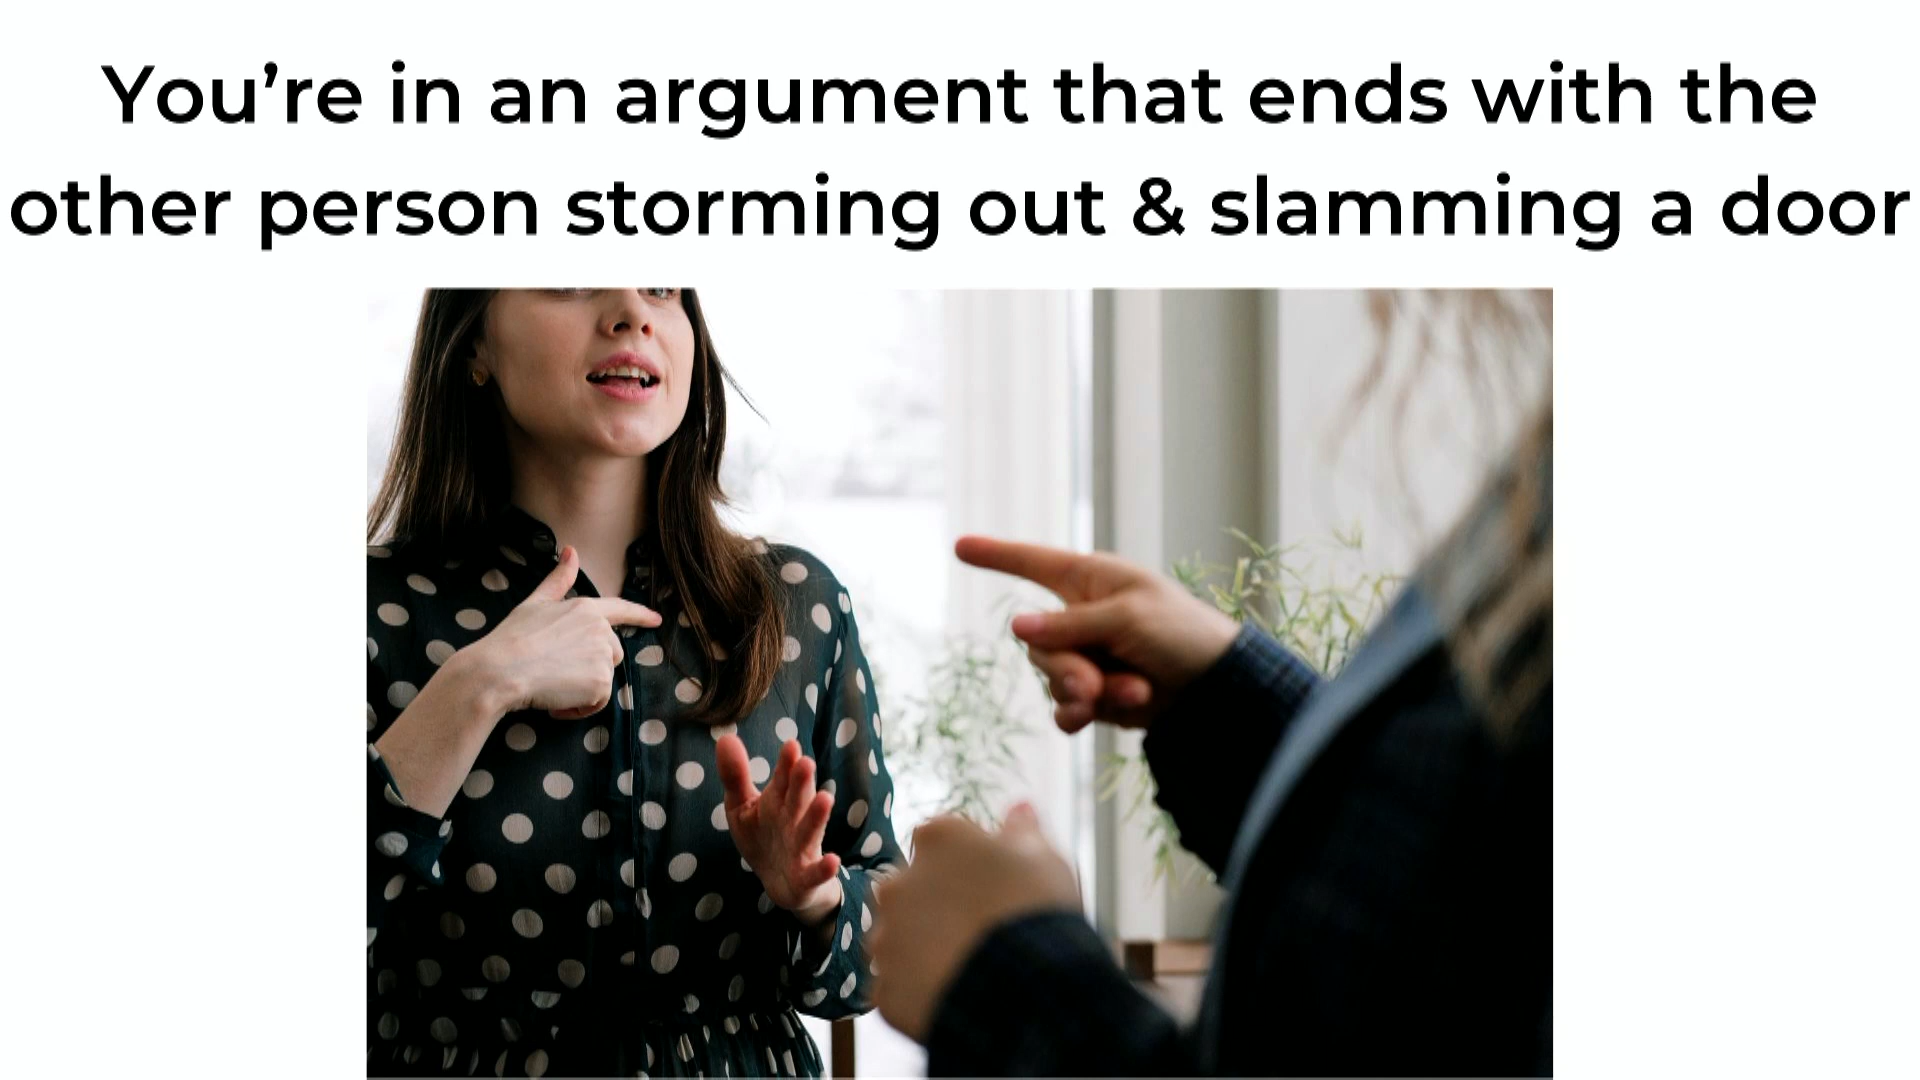 You’re in an argument that ends with the
other person storming out & slamming a door